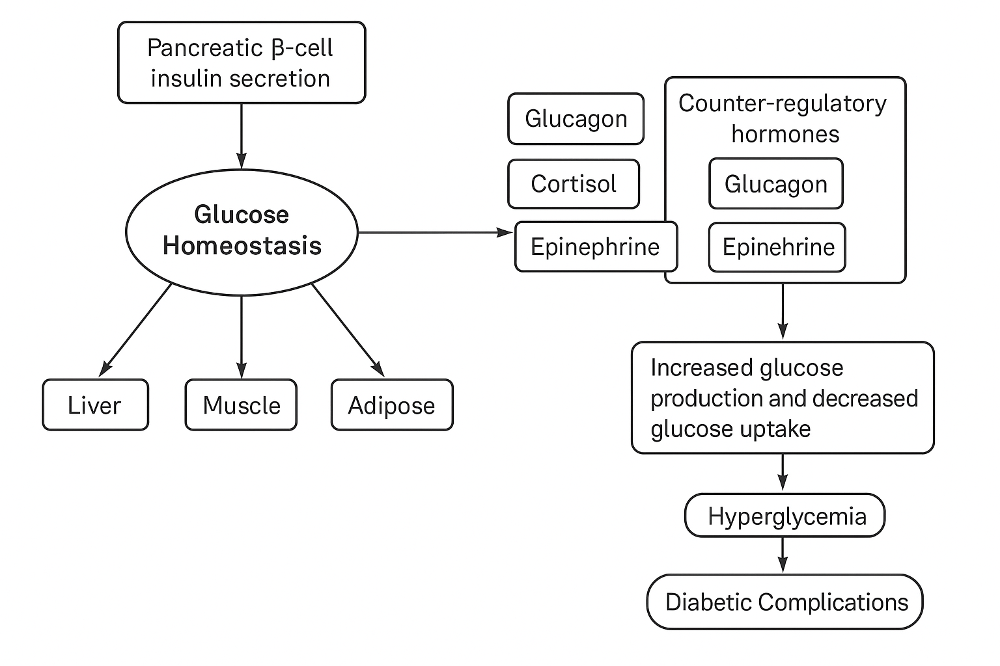 Pancreatic β-cell
insulin secretion
Glucose
Homeostasis
Liver
Muscle
Adipose
Glucagon
Cortisol
Epinephrine
Counter-regulatory
hormones
Glucagon
Epinehrine
Increased glucose
production and decreased
glucose uptake
Hyperglycemia
Diabetic Complications